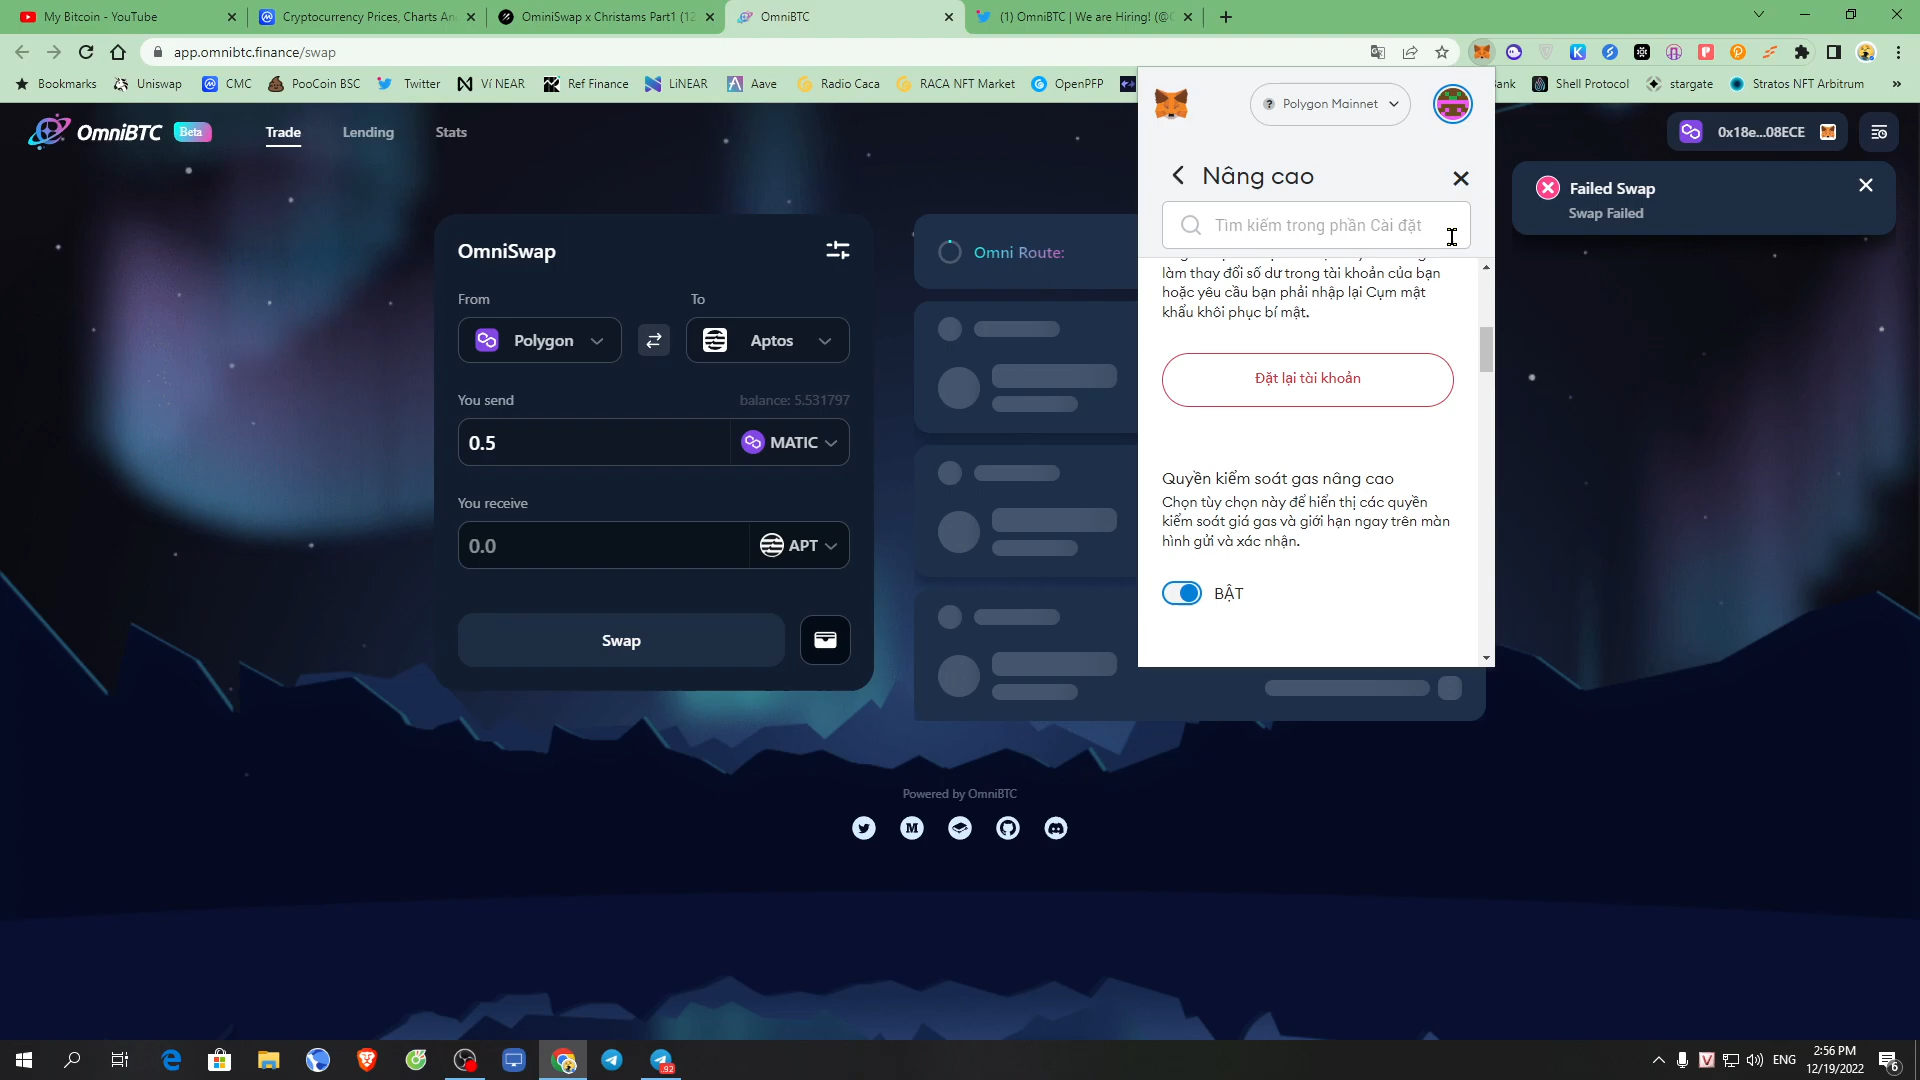 My Bitcoin - YouTube
Cryptocurrency Prices, Charts An
OminiSwap x Christams Part1 (12
OmniBTC
(1) OmniBTC | We are Hiring! (@O
app.omnibtc.finance/swap
Bookmarks
Uniswap
CMC
PooCoin BSC
Twitter
Ví NEAR
Ref Finance
LiNEAR
Aave
Radio Caca
RACA NFT Market
OpenPFP
ank
Shell Protocol
stargate
Stratos NFT Arbitrum
OmniBTC Beta
Trade
Lending
Stats
Polygon Mainnet
0x18e...08ECE
Nâng cao
Tìm kiếm trong phần Cài đặt
làm thay đổi số dư trong tài khoản của bạn
hoặc yêu cầu bạn phải nhập lại Cụm mật
khẩu khôi phục bí mật.
Đặt lại tài khoản
Quyền kiểm soát gas nâng cao
Chọn tùy chọn này để hiển thị các quyền
kiểm soát giá gas và giới hạn ngay trên màn
hình gửi và xác nhận.
BẬT
Failed Swap
Swap Failed
OmniSwap
From
To
Polygon
Aptos
You send
balance: 5.531797
0.5
MATIC
You receive
0.0
APT
Swap
Omni Route:
Powered by OmniBTC
92
ENG
2:56 PM
12/19/2022
6